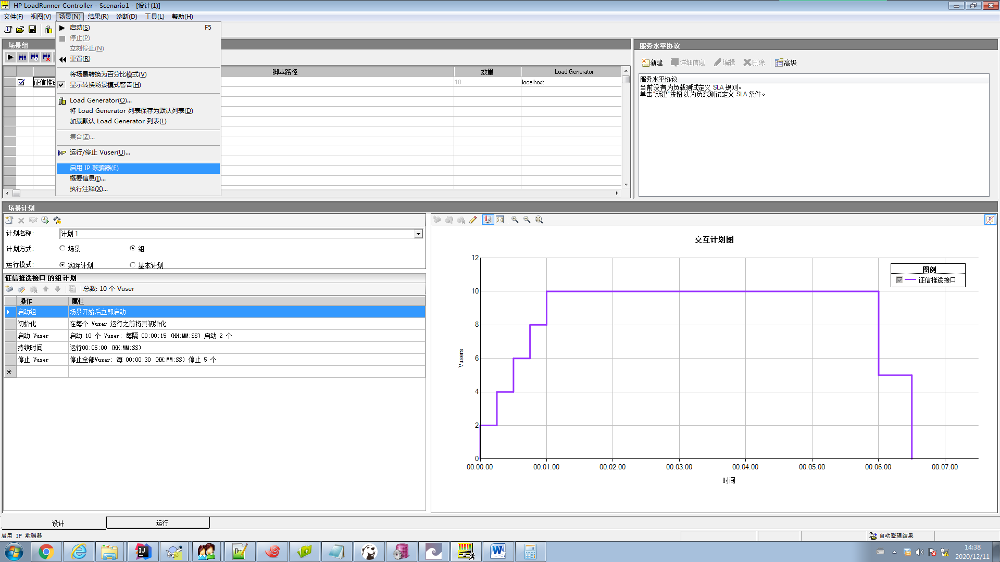 HP LoadRunner Controller - Scenario1 - [设计(1)]
文件(F) 视图(V) 场景(N) 结果(R) 诊断(D) 工具(L) 帮助(H)
启动(S) F5
停止(P)
立刻停止(N)
重置(R)
将场景转换为百分比模式(V)
显示转换场景模式警告(H)
Load Generator(O)...
将 Load Generator 列表保存为默认列表(D)
加载默认 Load Generator 列表(L)
集合(Z)...
运行/停止 Vuser(U)...
启用 IP 欺骗器(E)
概要信息(I)...
执行注释(X)...
场景组
脚本路径 数量 Load Generator
征信推送 10 localhost
服务水平协议
新建 详细信息 编辑 删除 高级
服务水平协议
当前没有为负载测试定义 SLA 规则。
单击"新建"按钮以为负载测试定义 SLA 条件。
场景计划
计划名称: 计划 1
计划方式: 场景 组
运行模式: 实际计划 基本计划
征信推送接口 的组计划
总数: 10 个 Vuser
操作 属性
启动组 场景开始后立即启动
初始化 在每个 Vuser 运行之前将其初始化
启动 Vuser 启动 10 个 Vuser: 每隔 00:00:15 (HH:MM:SS) 启动 2 个
持续时间 运行00:05:00 (HH:MM:SS)
停止 Vuser 停止全部Vuser: 每 00:00:30 (HH:MM:SS) 停止 5 个
交互计划图
图例
征信推送接口
Vusers
12
10
8
6
4
2
0
00:00:00 00:01:00 00:02:00 00:03:00 00:04:00 00:05:00 00:06:00 00:07:00
时间
设计 运行
启用 IP 欺骗器 自动整理结果
14:38
2020/12/11